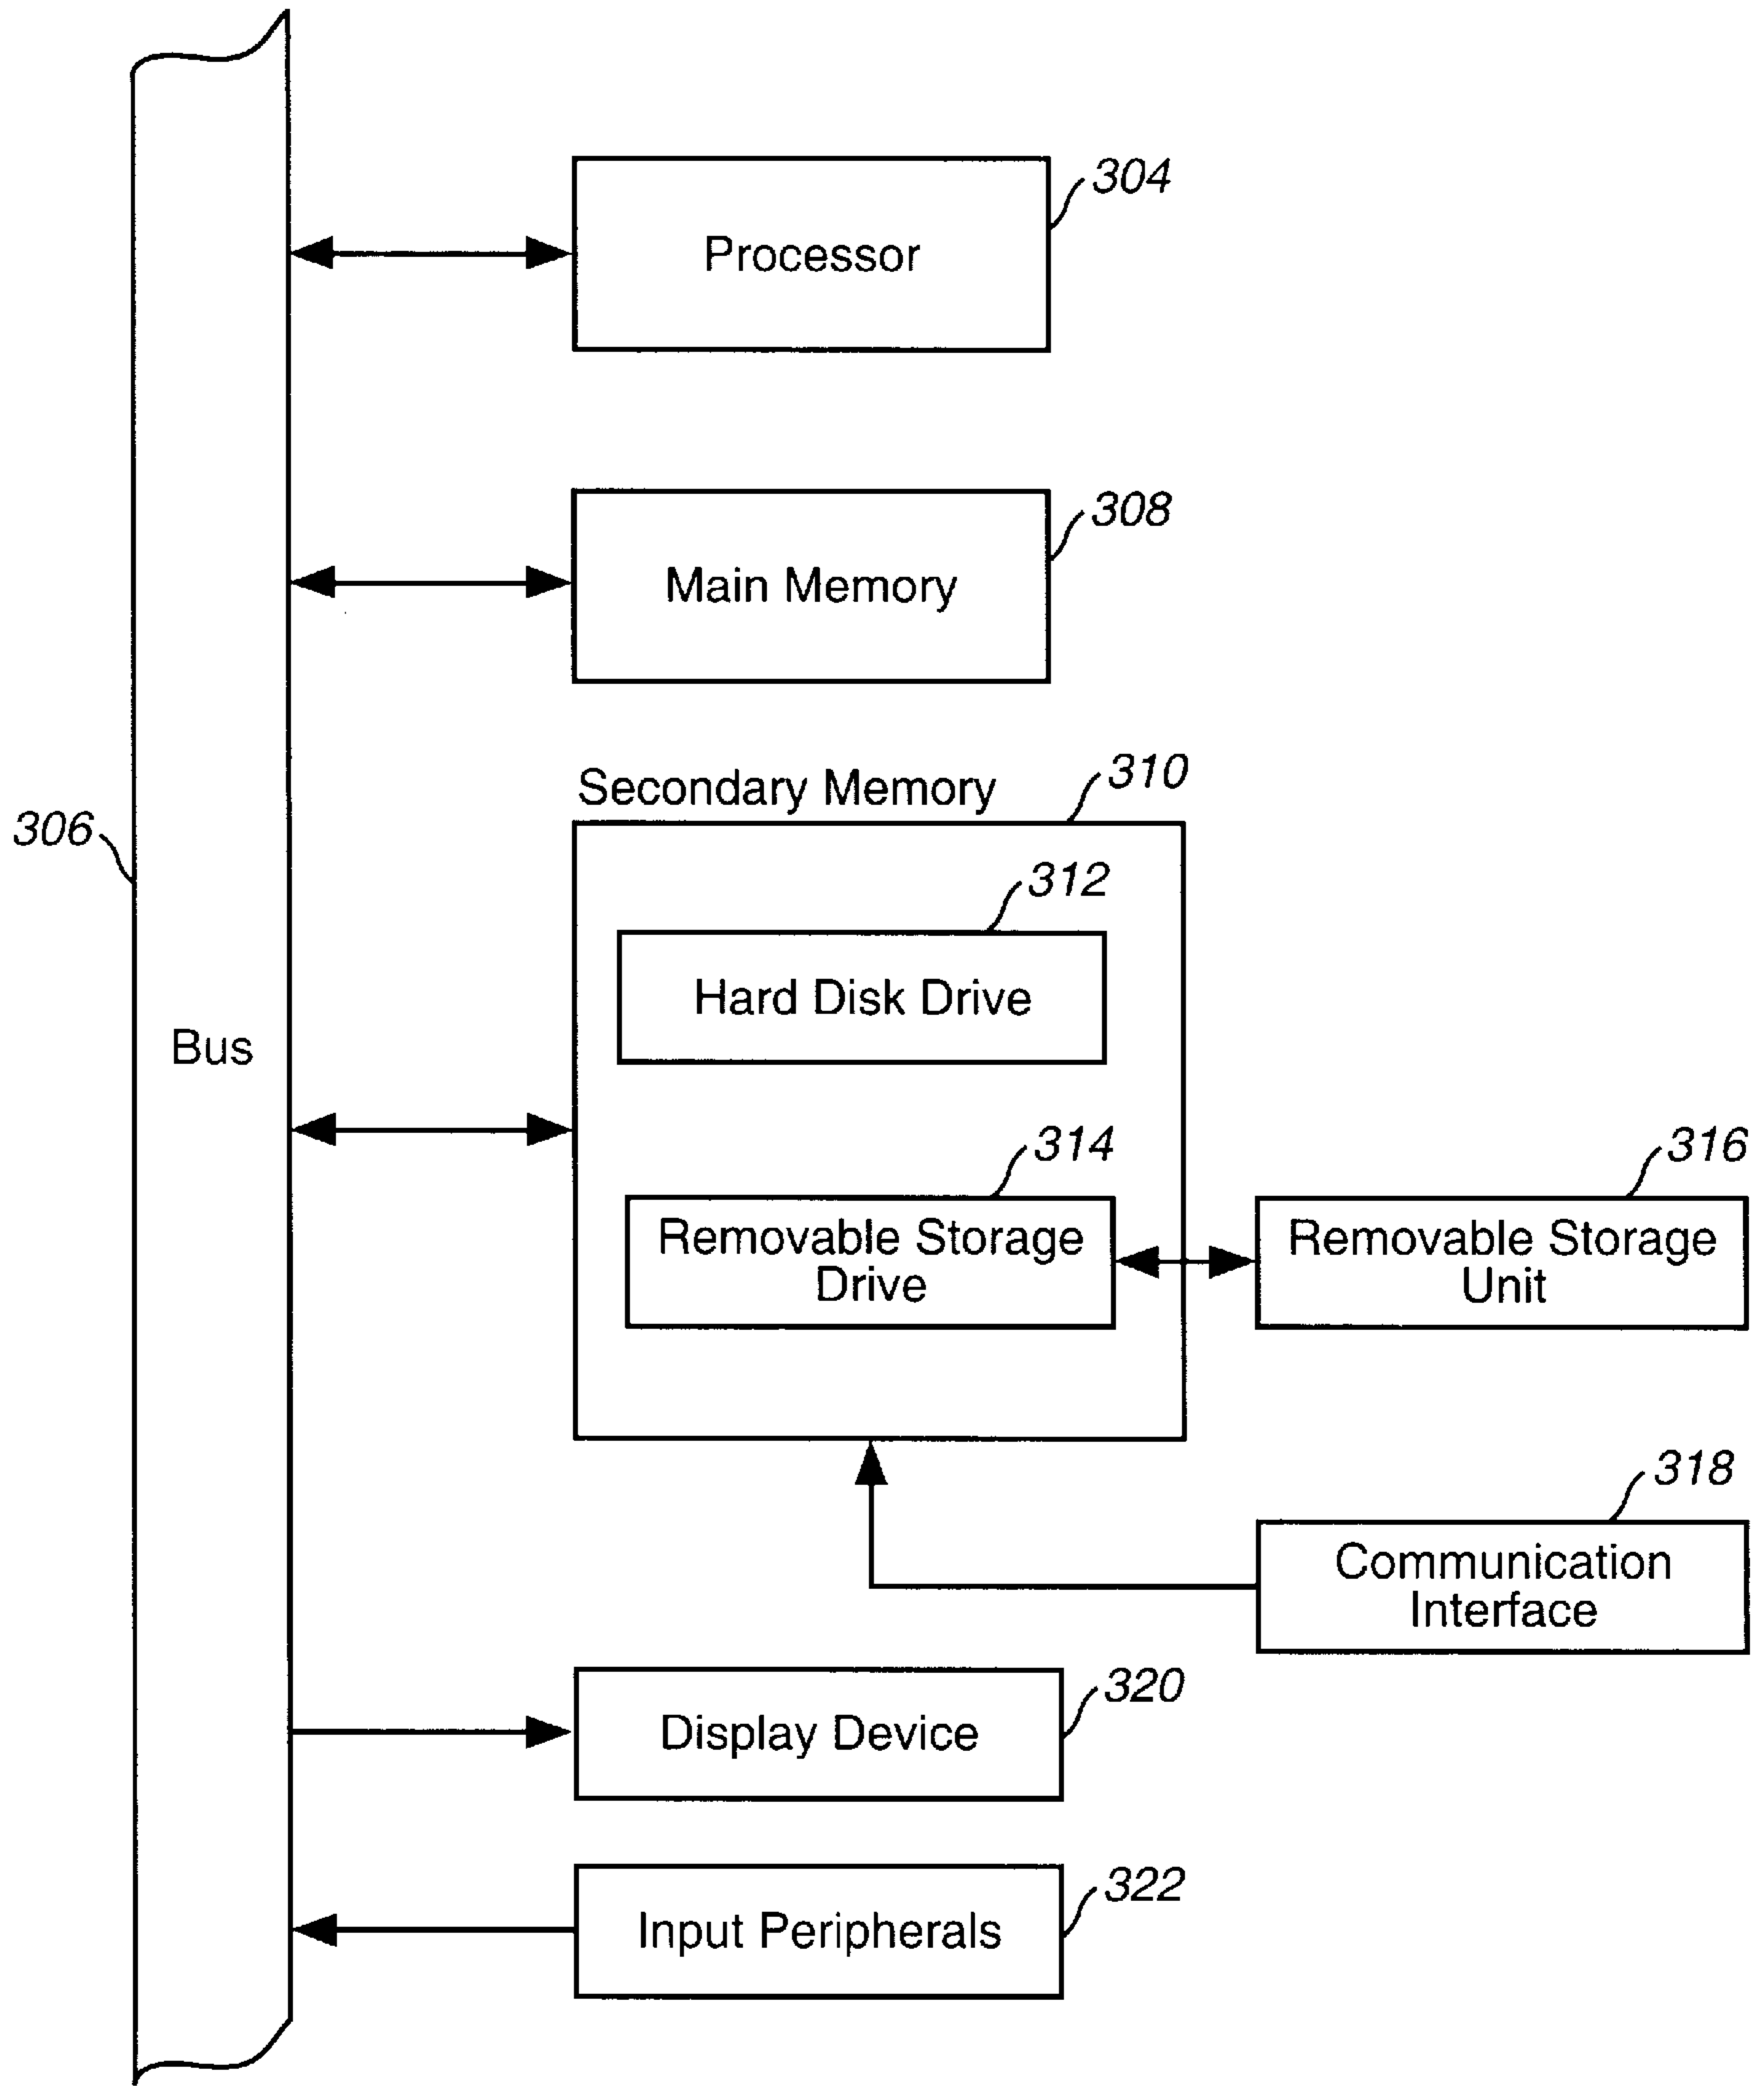 304
Processor
308
Main Memory
310
Secondary Memory
306
312
Hard Disk Drive
Bus
314
316
Removable Storage
Drive
Removable Storage
Unit
318
Communication
Interface
320
Display Device
322
Input Peripherals